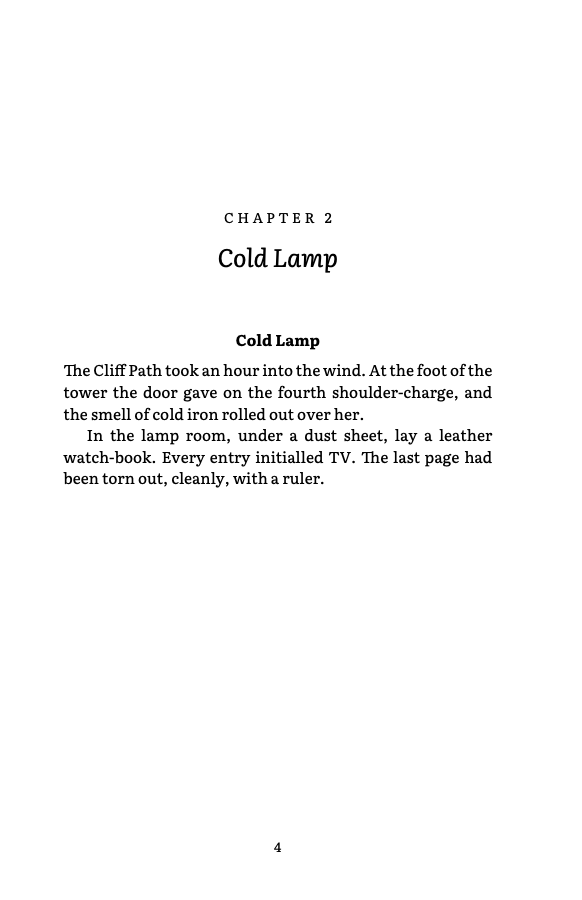 CHAPTER 2
Cold Lamp
Cold Lamp
The Cliff Path took an hour into the wind. At the foot of the
tower the door gave on the fourth shoulder-charge, and
the smell of cold iron rolled out over her.
In the lamp room, under a dust sheet, lay a leather
watch-book. Every entry initialled TV. The last page had
been torn out, cleanly, with a ruler.
4